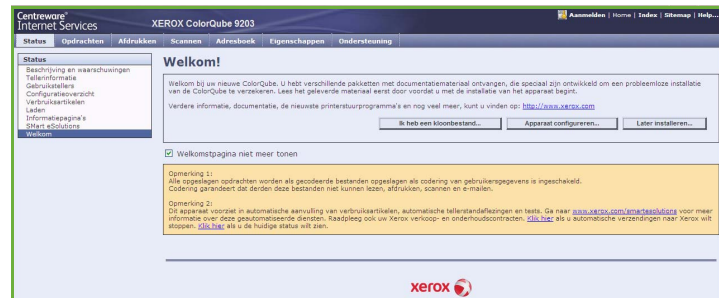 Centreware®
Internet Services
XEROX ColorQube 9203
Aanmelden | Home | Index | Sitemap | Help...
Status Opdrachten Afdrukken Scannen Adresboek Eigenschappen Ondersteuning
Status
Beschrijving en waarschuwingen
Tellerinformatie
Gebruikstellers
Configuratieoverzicht
Verbruiksartikelen
Laden
Informatiepagina's
SMart eSolutions
Welkom
Welkom!
Welkom bij uw nieuwe ColorQube. U hebt verschillende pakketten met documentatiemateriaal ontvangen, die speciaal zijn ontwikkeld om een probleemloze installatie
van de ColorQube te verzekeren. Lees het geleverde materiaal eerst door voordat u met de installatie van het apparaat begint.
Verdere informatie, documentatie, de nieuwste printerstuurprogramma's en nog veel meer, kunt u vinden op: http://www.xerox.com
Ik heb een kloonbestand... Apparaat configureren... Later installeren...
Welkomstpagina niet meer tonen
Opmerking 1:
Alle opgeslagen opdrachten worden als gecodeerde bestanden opgeslagen als codering van gebruikersgegevens is ingeschakeld.
Codering garandeert dat derden deze bestanden niet kunnen lezen, afdrukken, scannen en e-mailen.
Opmerking 2:
Dit apparaat voorziet in automatische aanvulling van verbruiksartikelen, automatische tellerstandaflezingen en tests. Ga naar www.xerox.com/smartesolutions voor meer
informatie over deze geautomatiseerde diensten. Raadpleeg ook uw Xerox verkoop- en onderhoudscontracten. Klik hier als u automatische verzendingen naar Xerox wilt
stoppen. Klik hier als u de huidige status wilt zien.
xerox